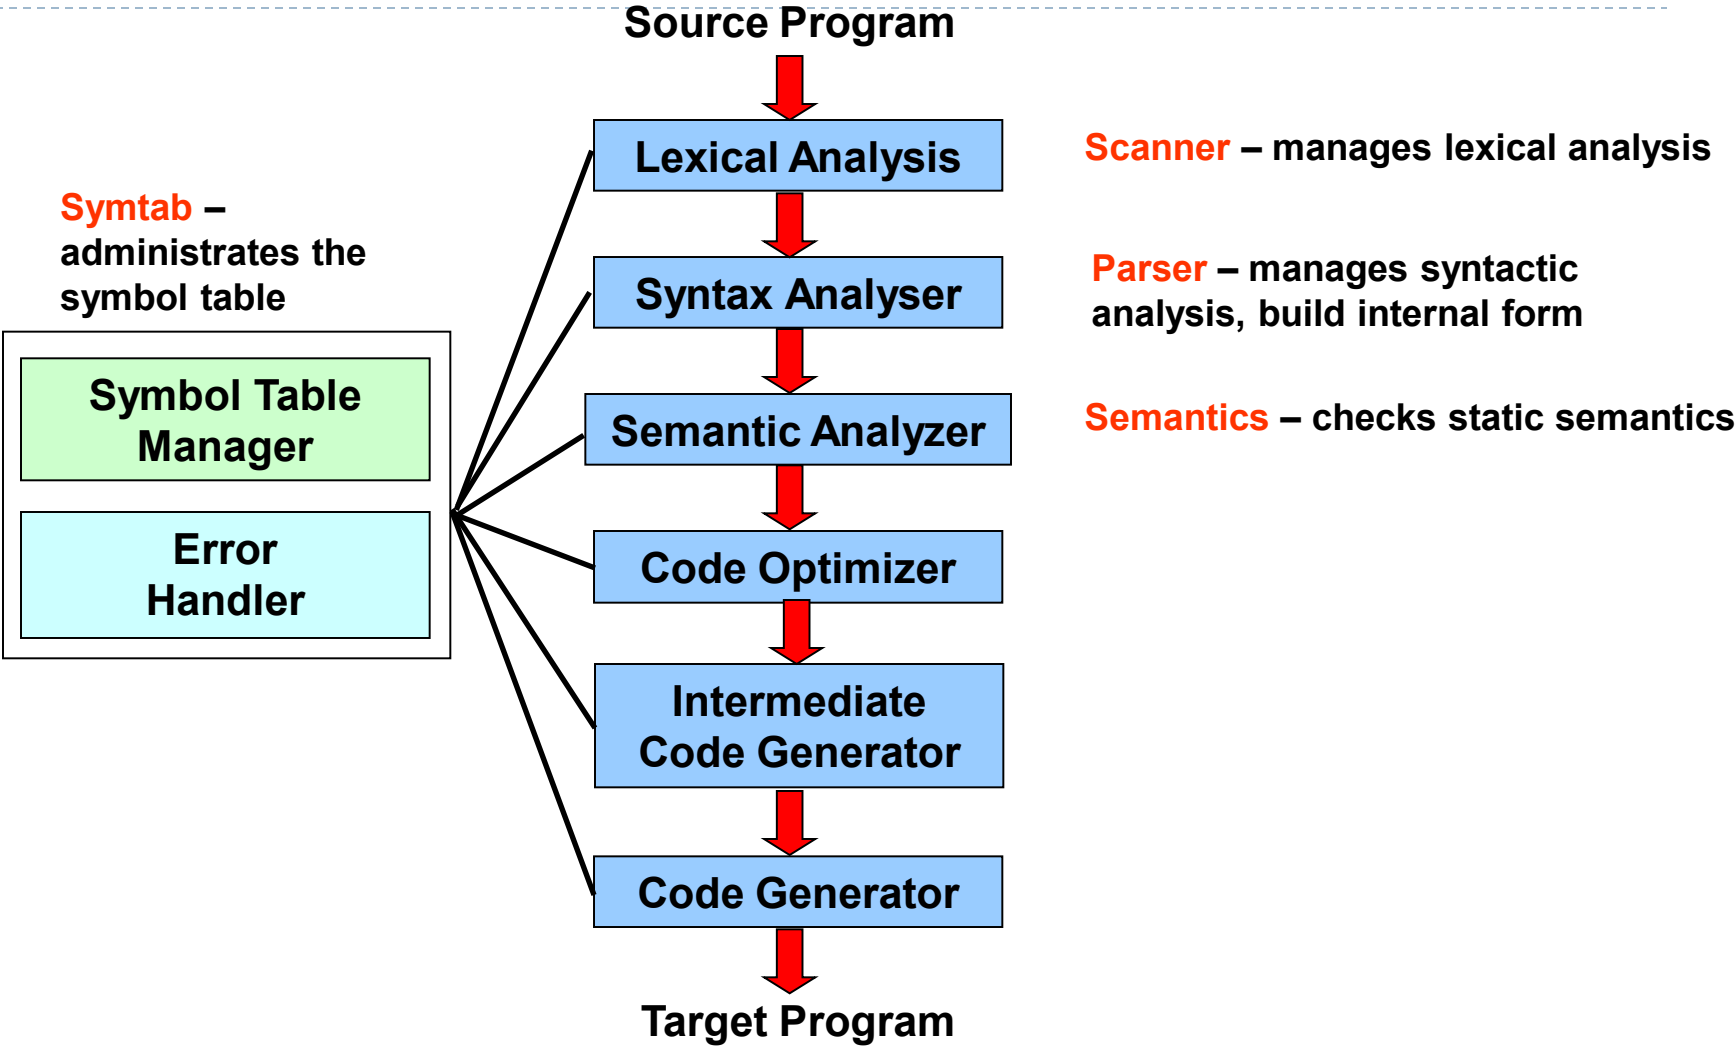 Source Program
Lexical Analysis
Scanner – manages lexical analysis
Symtab –
administrates the
symbol table
Syntax Analyser
Parser – manages syntactic
analysis, build internal form
Symbol Table
Manager
Semantic Analyzer
Semantics – checks static semantics
Error
Handler
Code Optimizer
Intermediate
Code Generator
Code Generator
Target Program